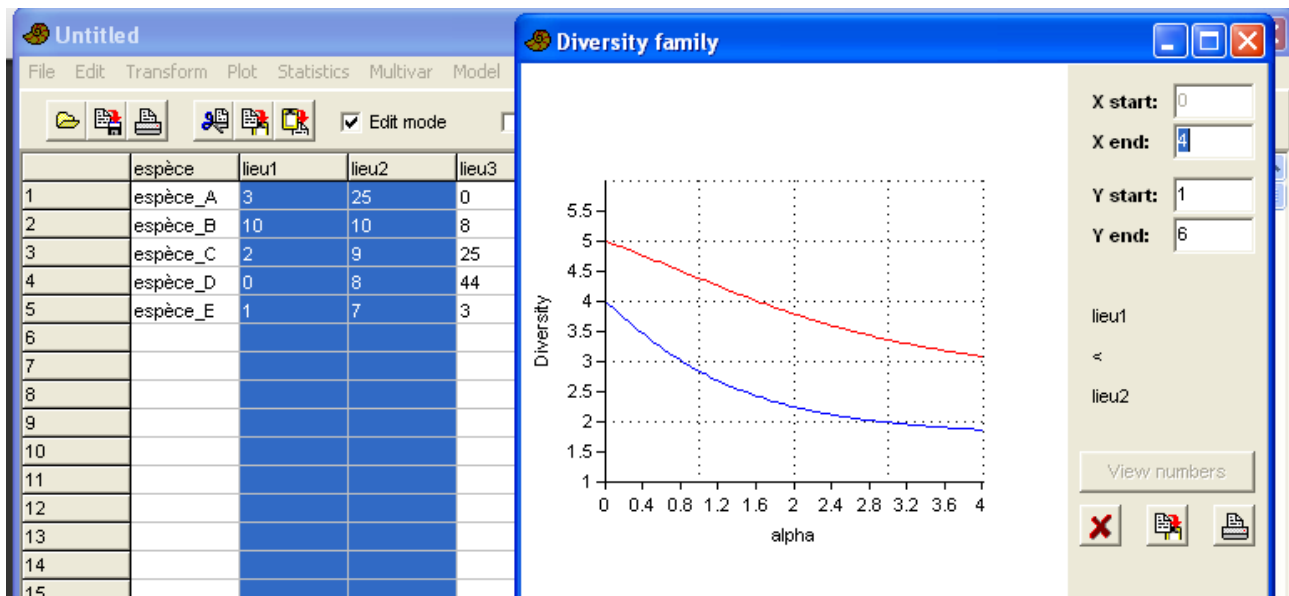 Untitled
File Edit Transform Plot Statistics Multivar Model
Edit mode
espèce lieu1 lieu2 lieu3
1 espèce_A 3 25 0
2 espèce_B 10 10 8
3 espèce_C 2 9 25
4 espèce_D 0 8 44
5 espèce_E 1 7 3
6
7
8
9
10
11
12
13
14
15
Diversity family
5.5
5
4.5
4
3.5
3
2.5
2
1.5
1
Diversity
0 0.4 0.8 1.2 1.6 2 2.4 2.8 3.2 3.6 4
alpha
X start: 0
X end: 4
Y start: 1
Y end: 6
lieu1
<
lieu2
View numbers